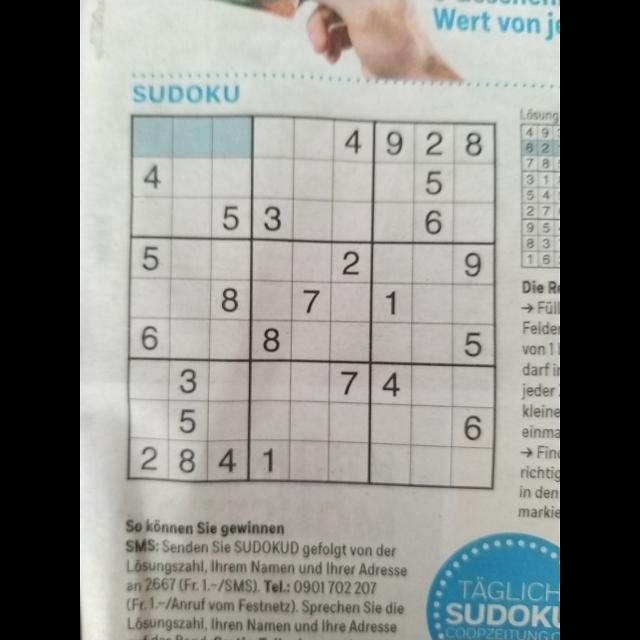 Wert von je
SUDOKU
4 9 2 8
4 5
5 3 6
5 2 9
8 7 1
6 8 5
3 7 4
5 6
2 8 4 1
Lösung
4 9
6 2
7 8
3 1
5 4
2 7
9 5
8 3
1 6
Die Re
→ Füll
Felder
von 1
darf in
jeder
kleine
einma
→ Find
richtig
in den
markie
So können Sie gewinnen
SMS: Senden Sie SUDOKUD gefolgt von der
Lösungszahl, Ihrem Namen und Ihrer Adresse
an 2667 (Fr. 1.–/SMS). Tel.: 0901 702 207
(Fr. 1.–/Anruf vom Festnetz). Sprechen Sie die
Lösungszahl, Ihren Namen und Ihre Adresse
TÄGLICH
SUDOKU